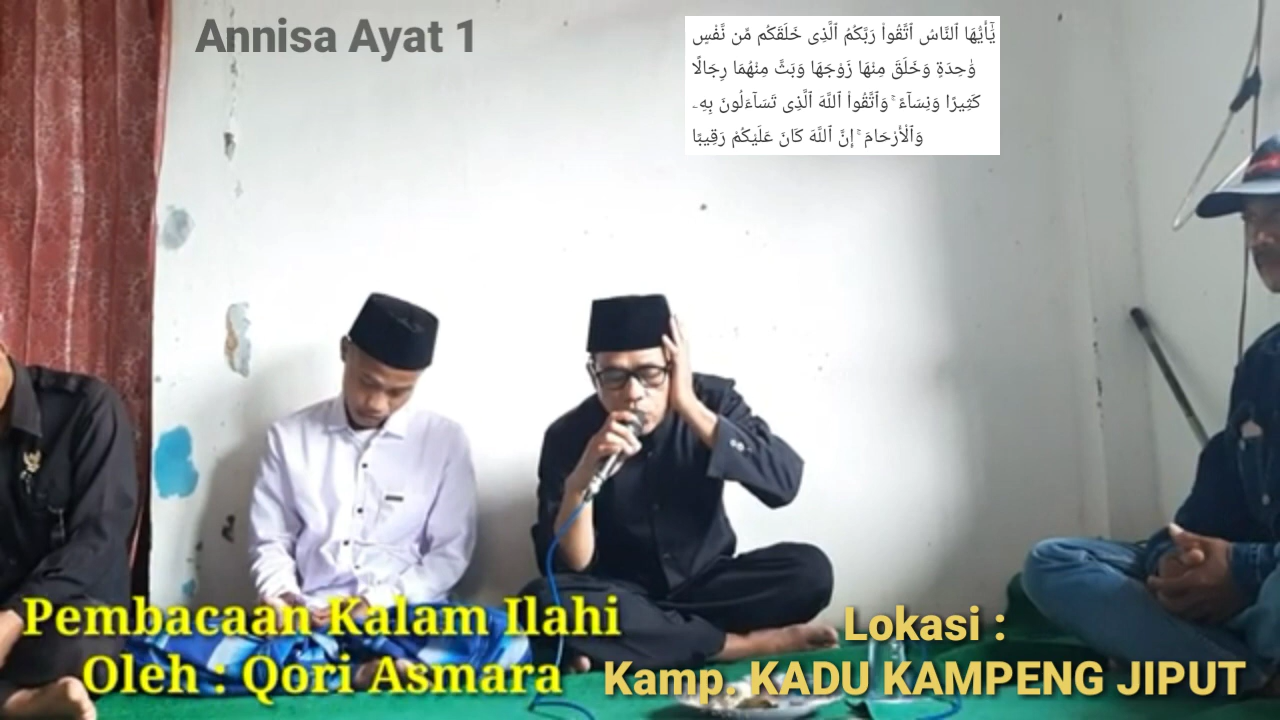 Annisa Ayat 1
يَٰٓأَيُّهَا ٱلنَّاسُ ٱتَّقُوا۟ رَبَّكُمُ ٱلَّذِى خَلَقَكُم مِّن نَّفْسٍ
وَٰحِدَةٍ وَخَلَقَ مِنْهَا زَوْجَهَا وَبَثَّ مِنْهُمَا رِجَالًا
كَثِيرًا وَنِسَآءً ۚ وَٱتَّقُوا۟ ٱللَّهَ ٱلَّذِى تَسَآءَلُونَ بِهِۦ
وَٱلْأَرْحَامَ ۚ إِنَّ ٱللَّهَ كَانَ عَلَيْكُمْ رَقِيبًا
Pembacaan Kalam Ilahi
Oleh : Qori Asmara
Lokasi :
Kamp. KADU KAMPENG JIPUT